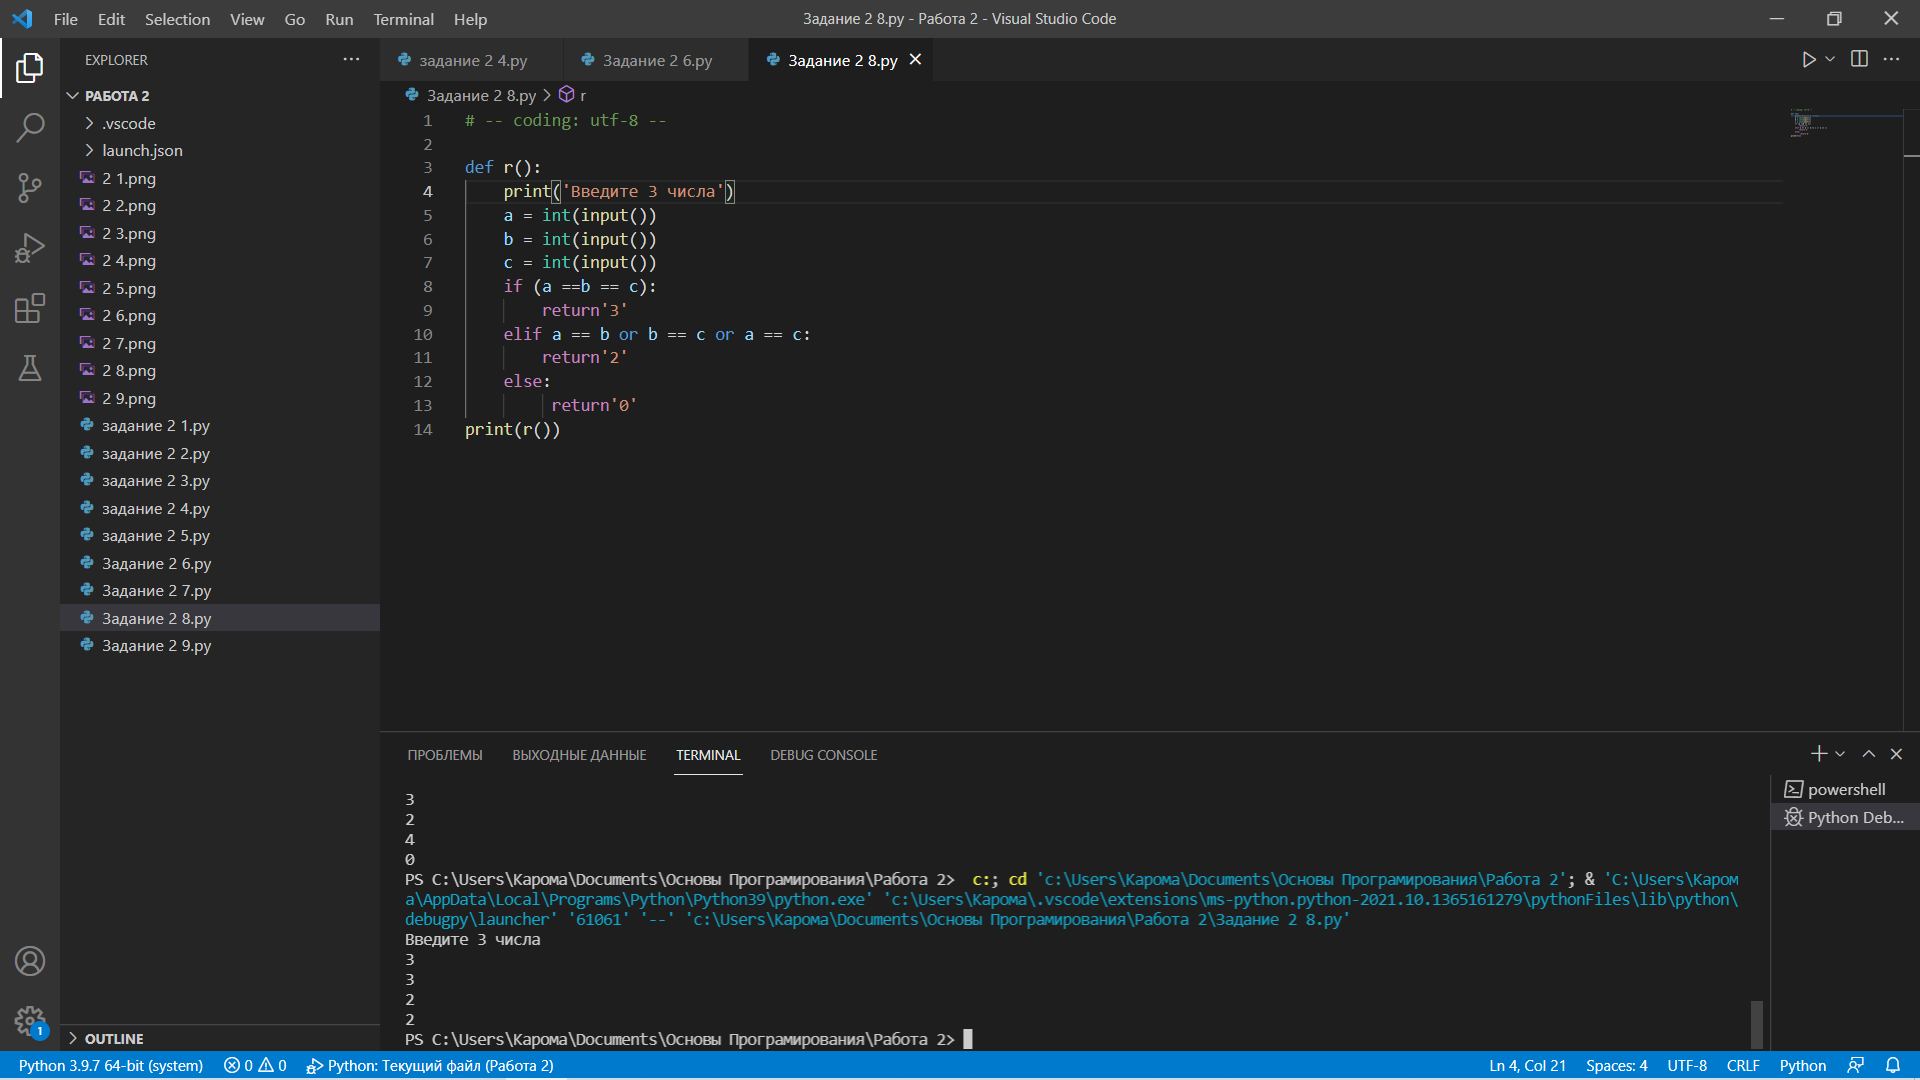 File Edit Selection View Go Run Terminal Help
Задание 2 8.py - Работа 2 - Visual Studio Code
EXPLORER
РАБОТА 2
.vscode
launch.json
2 1.png
2 2.png
2 3.png
2 4.png
2 5.png
2 6.png
2 7.png
2 8.png
2 9.png
задание 2 1.py
задание 2 2.py
задание 2 3.py
задание 2 4.py
задание 2 5.py
Задание 2 6.py
Задание 2 7.py
Задание 2 8.py
Задание 2 9.py
OUTLINE
1
задание 2 4.py
Задание 2 6.py
Задание 2 8.py
Задание 2 8.py > r
1 # -- coding: utf-8 --
2
3 def r():
4     print('Введите 3 числа')
5     a = int(input())
6     b = int(input())
7     c = int(input())
8     if (a ==b == c):
9         return'3'
10     elif a == b or b == c or a == c:
11         return'2'
12     else:
13          return'0'
14 print(r())
ПРОБЛЕМЫ ВЫХОДНЫЕ ДАННЫЕ TERMINAL DEBUG CONSOLE
powershell
Python Deb...
3
2
4
0
PS C:\Users\Карома\Documents\Основы Програмирования\Работа 2>  c:; cd 'c:\Users\Карома\Documents\Основы Програмирования\Работа 2'; & 'C:\Users\Каром
а\AppData\Local\Programs\Python\Python39\python.exe' 'c:\Users\Карома\.vscode\extensions\ms-python.python-2021.10.1365161279\pythonFiles\lib\python\
debugpy\launcher' '61061' '--' 'c:\Users\Карома\Documents\Основы Програмирования\Работа 2\Задание 2 8.py'
Введите 3 числа
3
3
2
2
PS C:\Users\Карома\Documents\Основы Програмирования\Работа 2>
Python 3.9.7 64-bit (system) 0 0 Python: Текущий файл (Работа 2) Ln 4, Col 21 Spaces: 4 UTF-8 CRLF Python